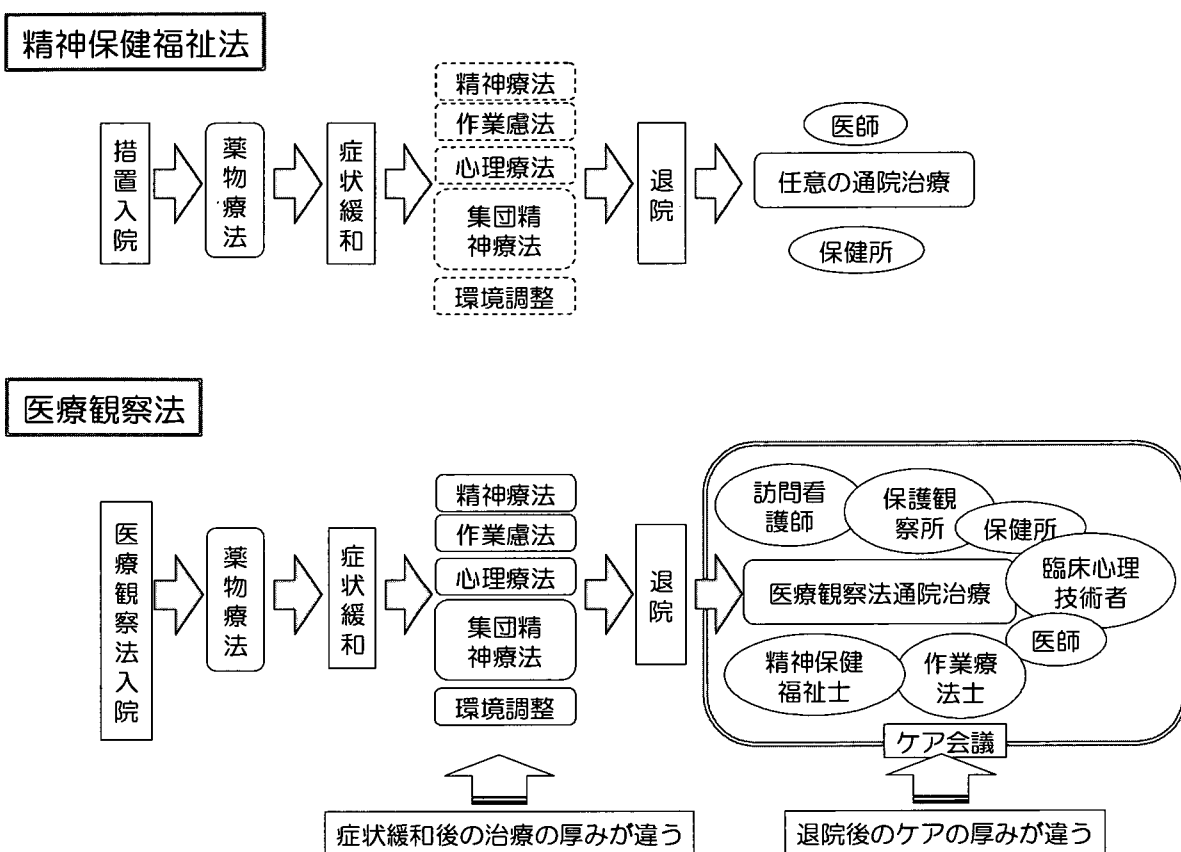 精神保健福祉法
措置入院
薬物療法
症状緩和
精神療法
作業慮法
心理療法
集団精
神療法
環境調整
退院
医師
任意の通院治療
保健所
医療観察法
医療観察法入院
薬物療法
症状緩和
精神療法
作業慮法
心理療法
集団精
神療法
環境調整
退院
訪問看
護師
保護観
察所
保健所
臨床心理
技術者
医療観察法通院治療
医師
精神保健
福祉士
作業療
法士
ケア会議
症状緩和後の治療の厚みが違う
退院後のケアの厚みが違う